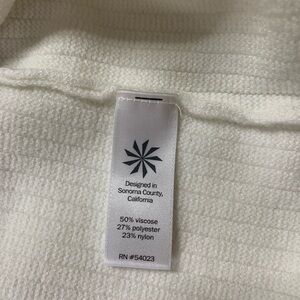 Designed in
Sonoma County,
California
50% viscose
27% polyester
23% nylon
RN #54023